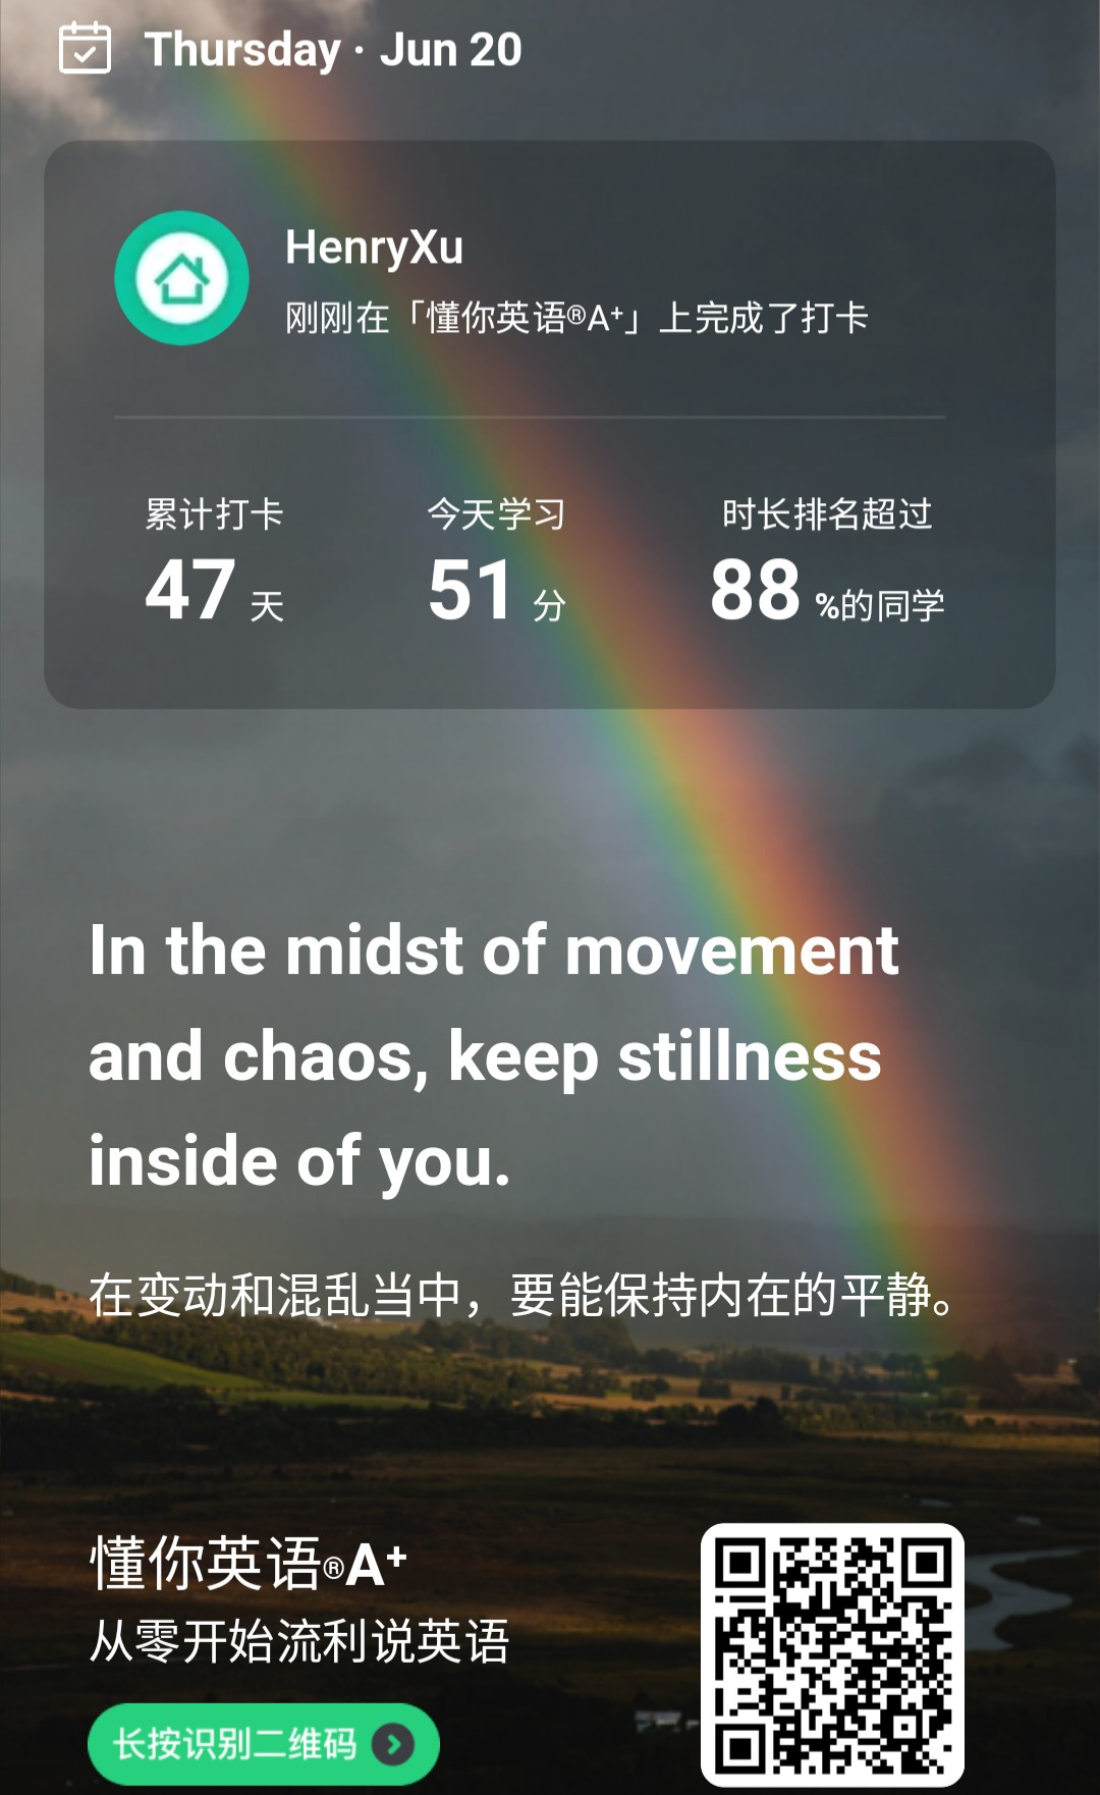 Thursday · Jun 20
HenryXu
刚刚在「懂你英语®A⁺」上完成了打卡
累计打卡 今天学习 时长排名超过
47 天 51 分 88 %的同学
In the midst of movement
and chaos, keep stillness
inside of you.
在变动和混乱当中，要能保持内在的平静。
懂你英语®A⁺
从零开始流利说英语
长按识别二维码